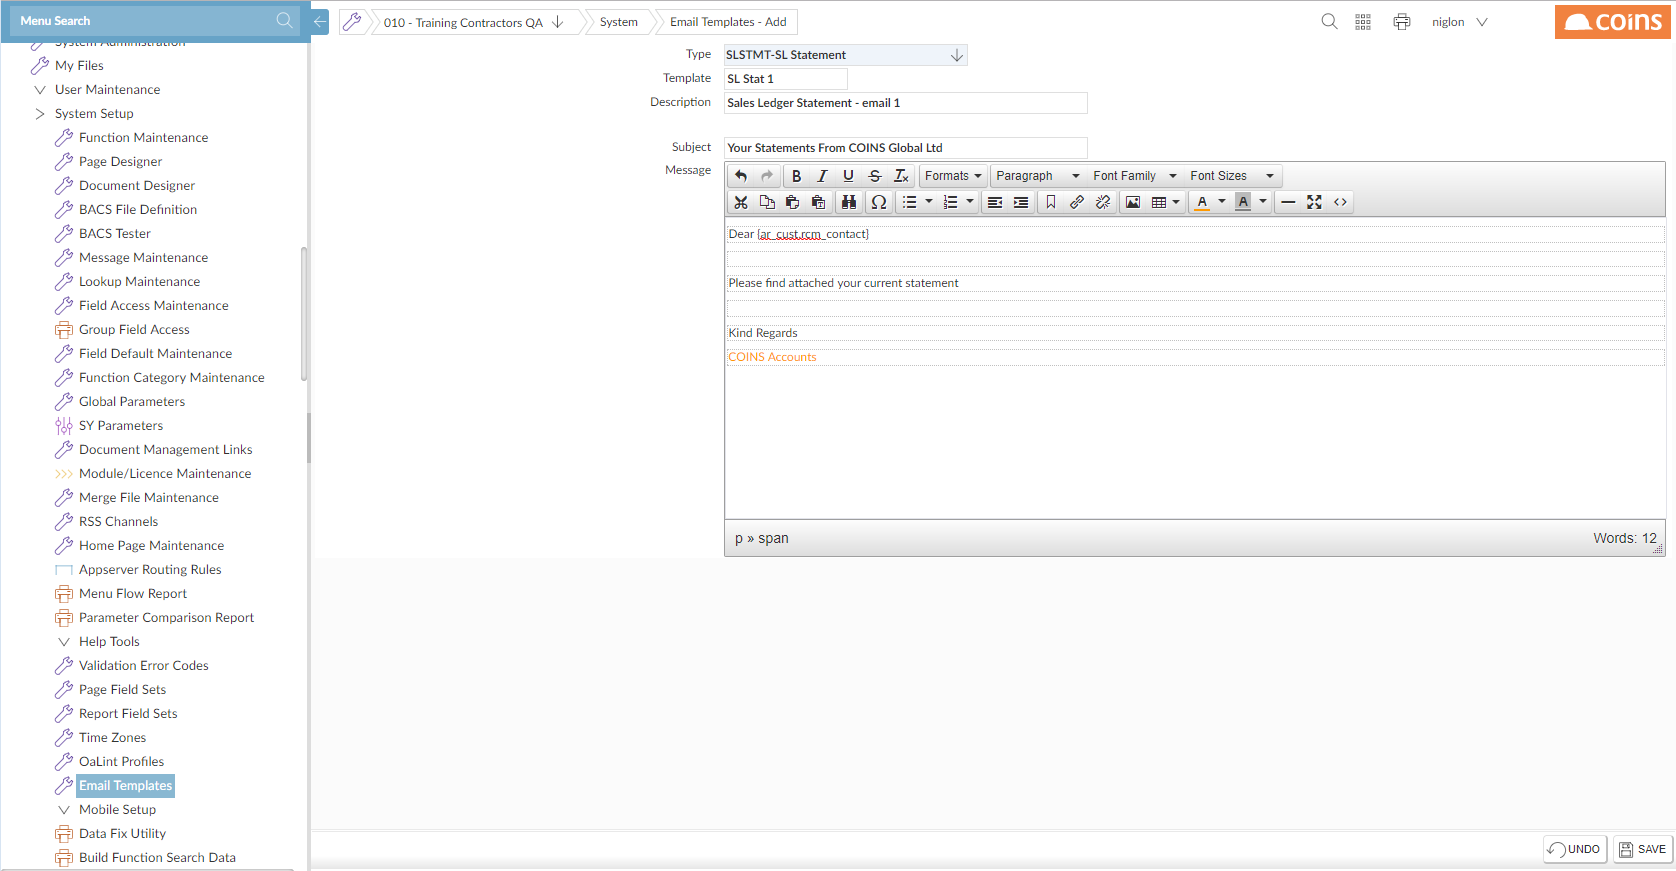 Menu Search
010 - Training Contractors QA
System
Email Templates - Add
niglon
coins
System Administration
My Files
User Maintenance
System Setup
Function Maintenance
Page Designer
Document Designer
BACS File Definition
BACS Tester
Message Maintenance
Lookup Maintenance
Field Access Maintenance
Group Field Access
Field Default Maintenance
Function Category Maintenance
Global Parameters
SY Parameters
Document Management Links
Module/Licence Maintenance
Merge File Maintenance
RSS Channels
Home Page Maintenance
Appserver Routing Rules
Menu Flow Report
Parameter Comparison Report
Help Tools
Validation Error Codes
Page Field Sets
Report Field Sets
Time Zones
OaLint Profiles
Email Templates
Mobile Setup
Data Fix Utility
Build Function Search Data
Type SLSTMT-SL Statement
Template SL Stat 1
Description Sales Ledger Statement - email 1
Subject Your Statements From COINS Global Ltd
Message
Formats Paragraph Font Family Font Sizes
Dear {ar_cust.rcm_contact}
Please find attached your current statement
Kind Regards
COINS Accounts
p » span Words: 12
UNDO SAVE